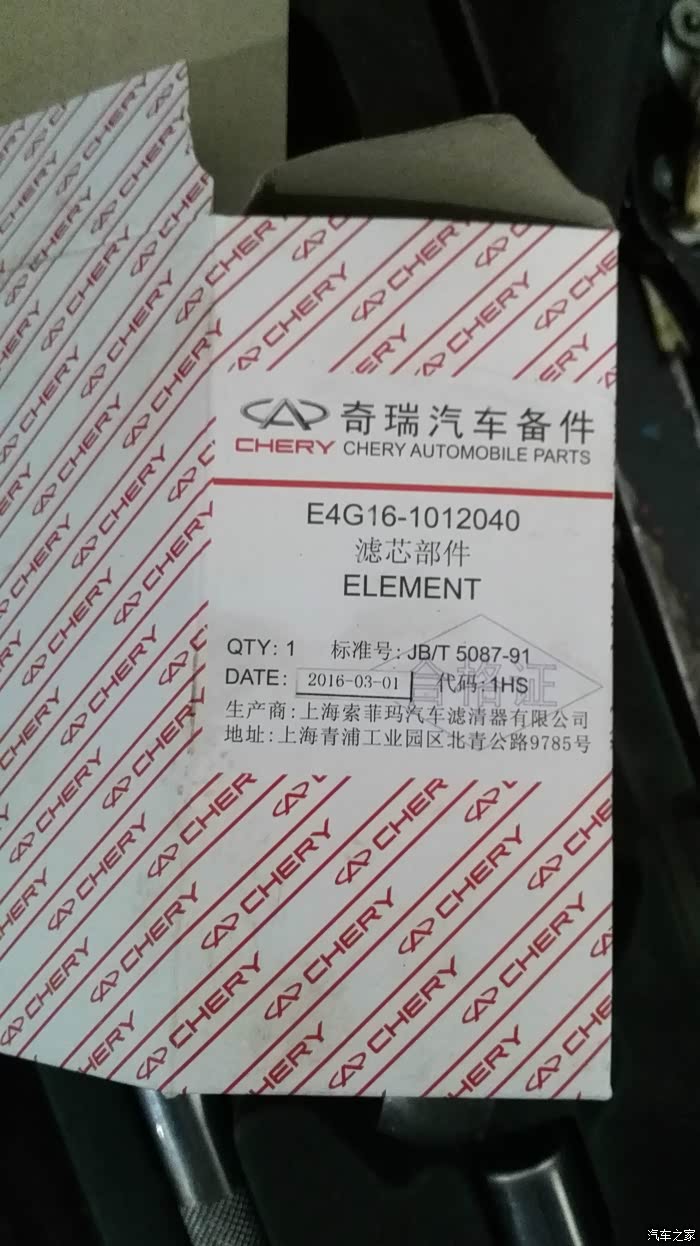 CHERY
奇瑞汽车备件
CHERY AUTOMOBILE PARTS
E4G16-1012040
滤芯部件
ELEMENT
QTY: 1 标准号: JB/T 5087-91
DATE: 2016-03-01 代码: 1HS
合格证
生产商: 上海索菲玛汽车滤清器有限公司
地址: 上海青浦工业园区北青公路9785号
汽车之家